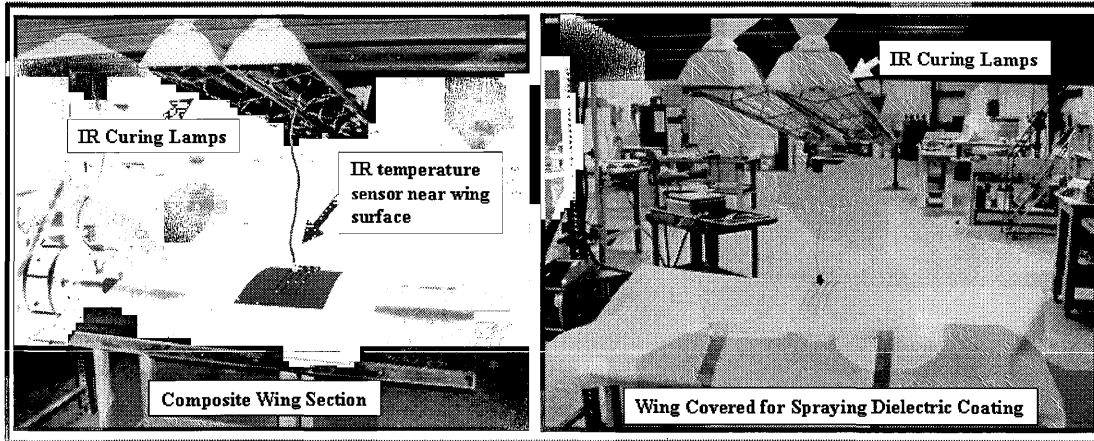 IR Curing Lamps
IR temperature
sensor near wing
surface
Composite Wing Section
IR Curing Lamps
Wing Covered for Spraying Dielectric Coating